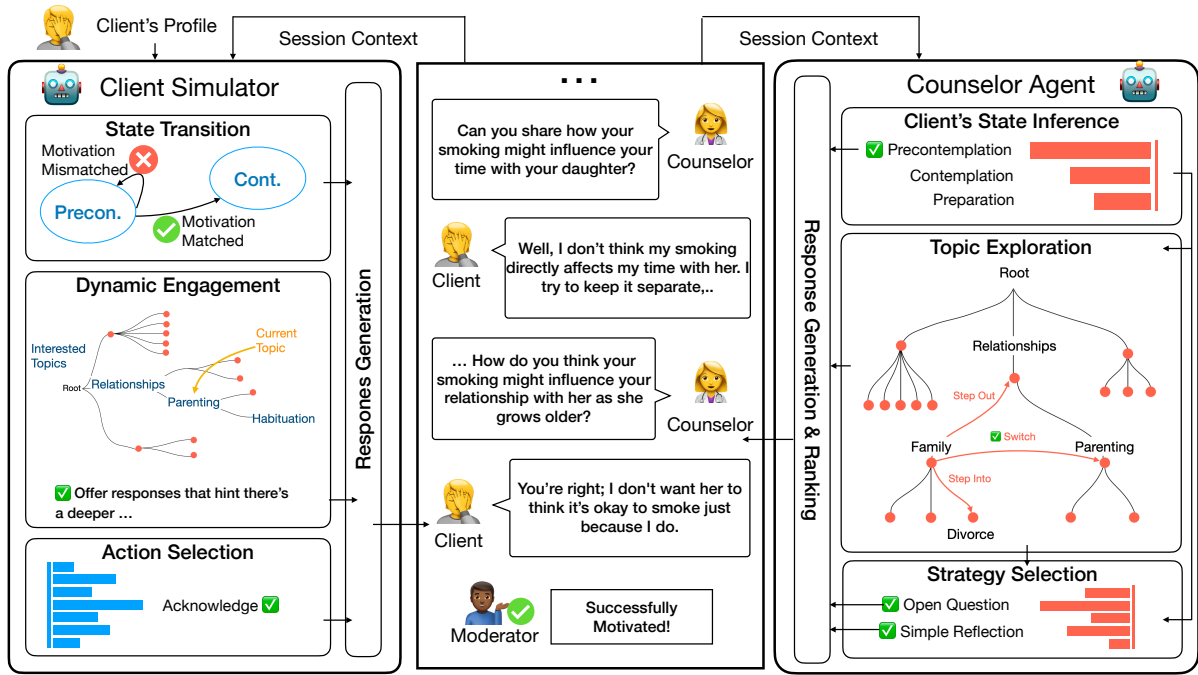 Client's Profile
Session Context
Session Context
Client Simulator
State Transition
Motivation
Mismatched
Precon.
Cont.
Motivation
Matched
Dynamic Engagement
Interested
Topics
Current
Topic
Root
Relationships
Parenting
Habituation
Offer responses that hint there's
a deeper ...
Action Selection
Acknowledge
Respones Generation
...
Can you share how your
smoking might influence your
time with your daughter?
Counselor
Client
Well, I don't think my smoking
directly affects my time with her. I
try to keep it separate,..
... How do you think your
smoking might influence your
relationship with her as she
grows older?
Counselor
Client
You're right; I don't want her to
think it's okay to smoke just
because I do.
Moderator
Successfully
Motivated!
Response Generation & Ranking
Counselor Agent
Client's State Inference
Precontemplation
Contemplation
Preparation
Topic Exploration
Root
Relationships
Step Out
Switch
Family
Parenting
Step Into
Divorce
Strategy Selection
Open Question
Simple Reflection